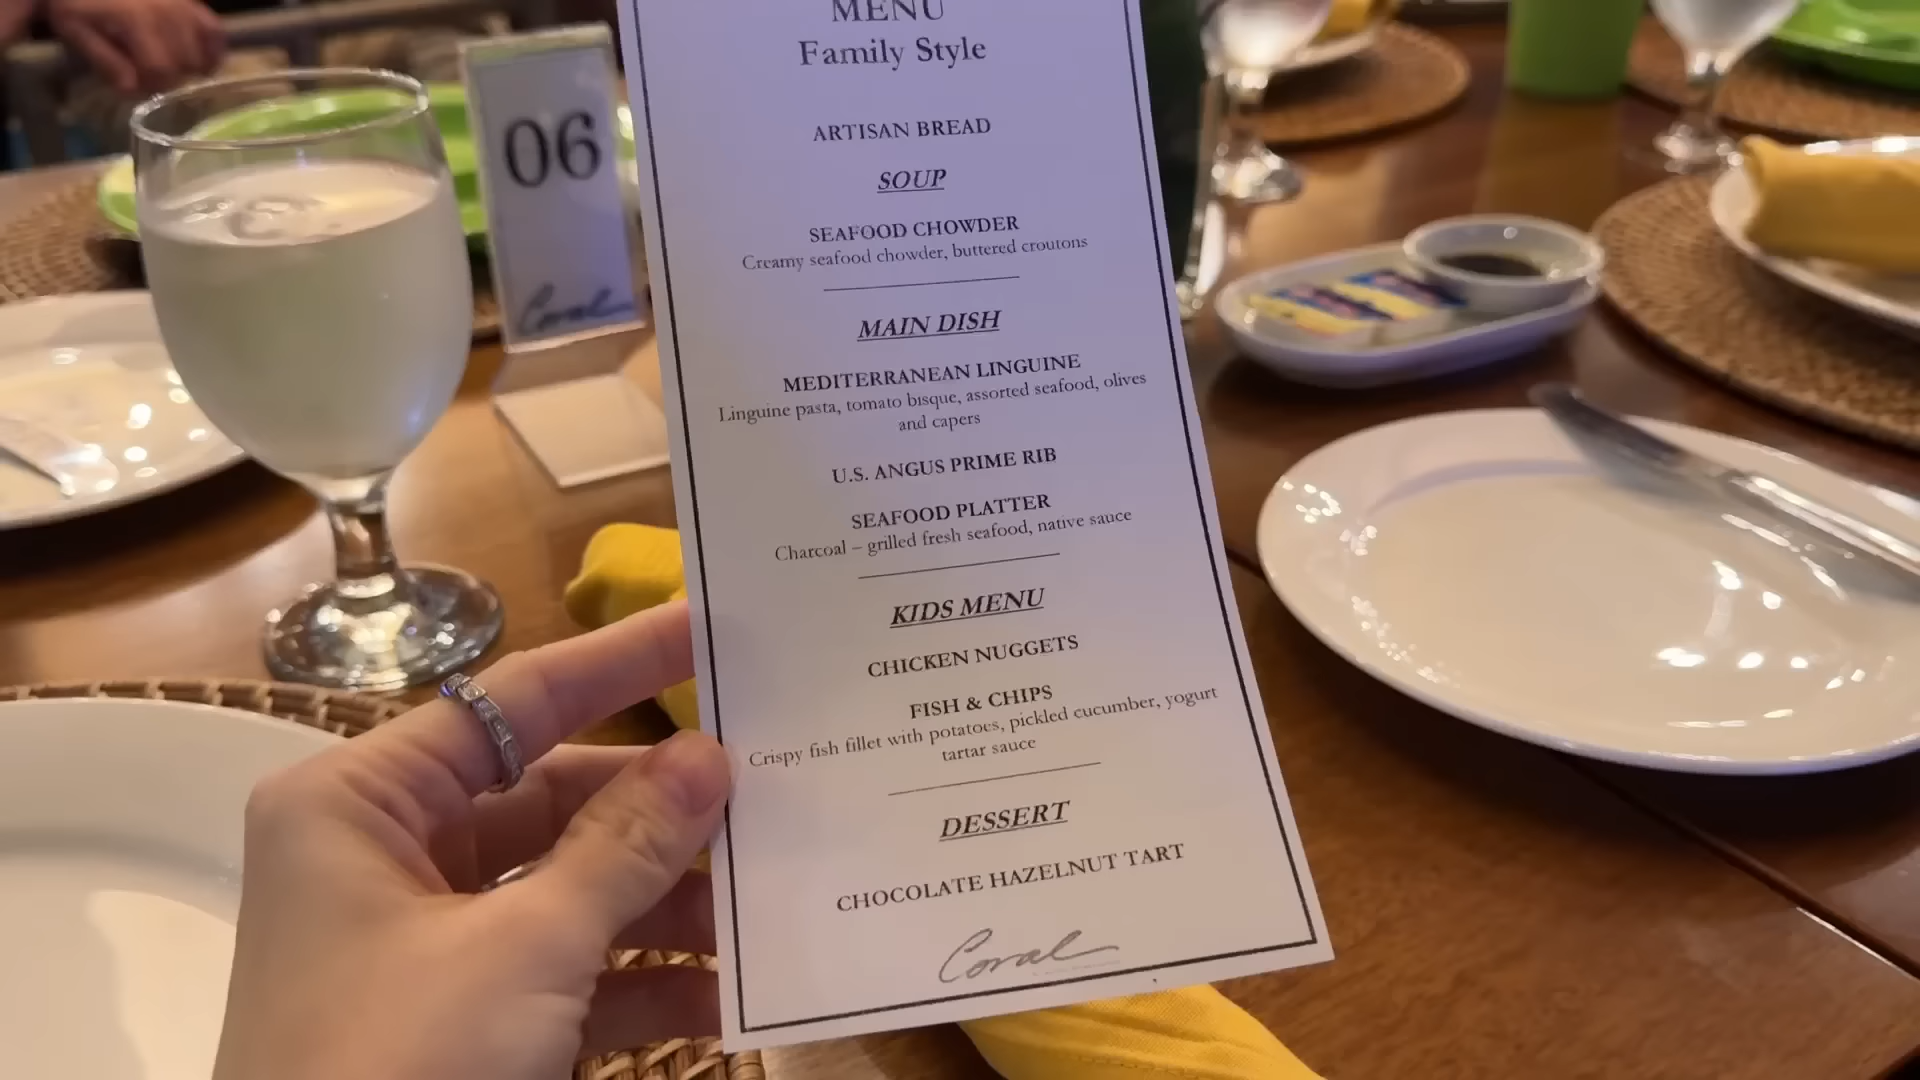 MENU
Family Style
ARTISAN BREAD
SOUP
SEAFOOD CHOWDER
Creamy seafood chowder, buttered croutons
MAIN DISH
MEDITERRANEAN LINGUINE
Linguine pasta, tomato bisque, assorted seafood, olives
and capers
U.S. ANGUS PRIME RIB
SEAFOOD PLATTER
Charcoal – grilled fresh seafood, native sauce
KIDS MENU
CHICKEN NUGGETS
FISH & CHIPS
Crispy fish fillet with potatoes, pickled cucumber, yogurt
tartar sauce
DESSERT
CHOCOLATE HAZELNUT TART
Coral
06
Coral